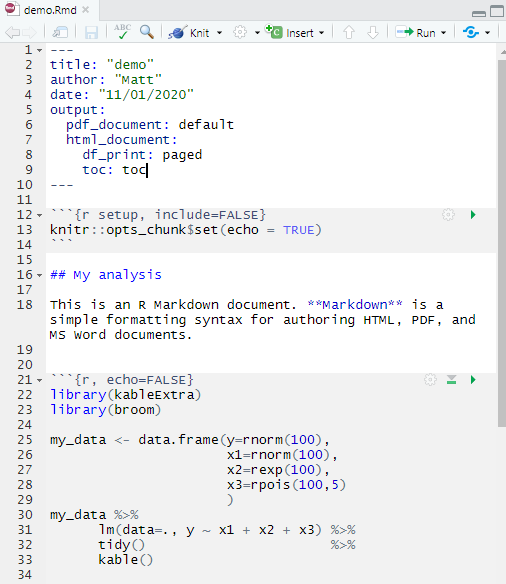 demo.Rmd
ABC Knit Insert Run
1 ---
2 title: "demo"
3 author: "Matt"
4 date: "11/01/2020"
5 output:
6   pdf_document: default
7   html_document:
8     df_print: paged
9     toc: toc
10 ---
11
12 ```{r setup, include=FALSE}
13 knitr::opts_chunk$set(echo = TRUE)
14 ```
15
16 ## My analysis
17
18 This is an R Markdown document. **Markdown** is a
simple formatting syntax for authoring HTML, PDF, and
MS Word documents.
19
20
21 ```{r, echo=FALSE}
22 library(kableExtra)
23 library(broom)
24
25 my_data <- data.frame(y=rnorm(100),
26                       x1=rnorm(100),
27                       x2=rexp(100),
28                       x3=rpois(100,5)
29                       )
30 my_data %>%
31       lm(data=., y ~ x1 + x2 + x3) %>%
32       tidy()                       %>%
33       kable()
34